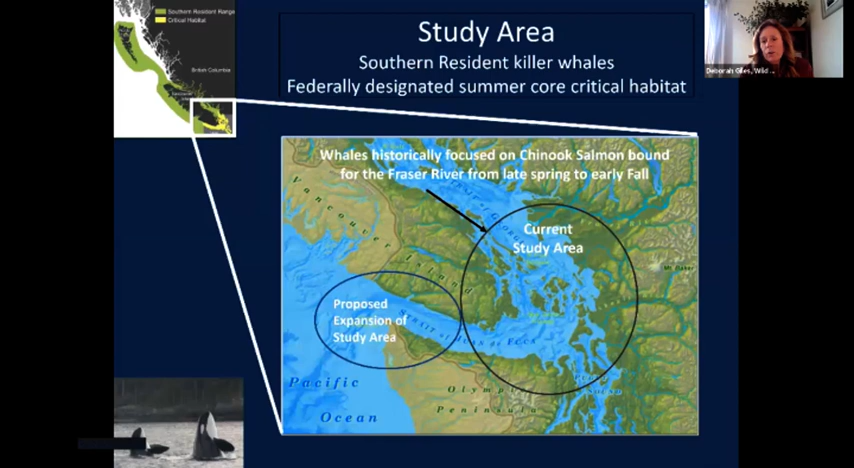 Southern Resident Range
Critical Habitat
British Columbia
Study Area
Southern Resident killer whales
Federally designated summer core critical habitat
Deborah Giles, Wild ...
Whales historically focused on Chinook Salmon bound
for the Fraser River from late spring to early Fall
Vancouver Island
Current
Study Area
Mt Baker
Proposed
Expansion of
Study Area
Strait of Juan de Fuca
Pacific
Ocean
Olympic
Peninsula